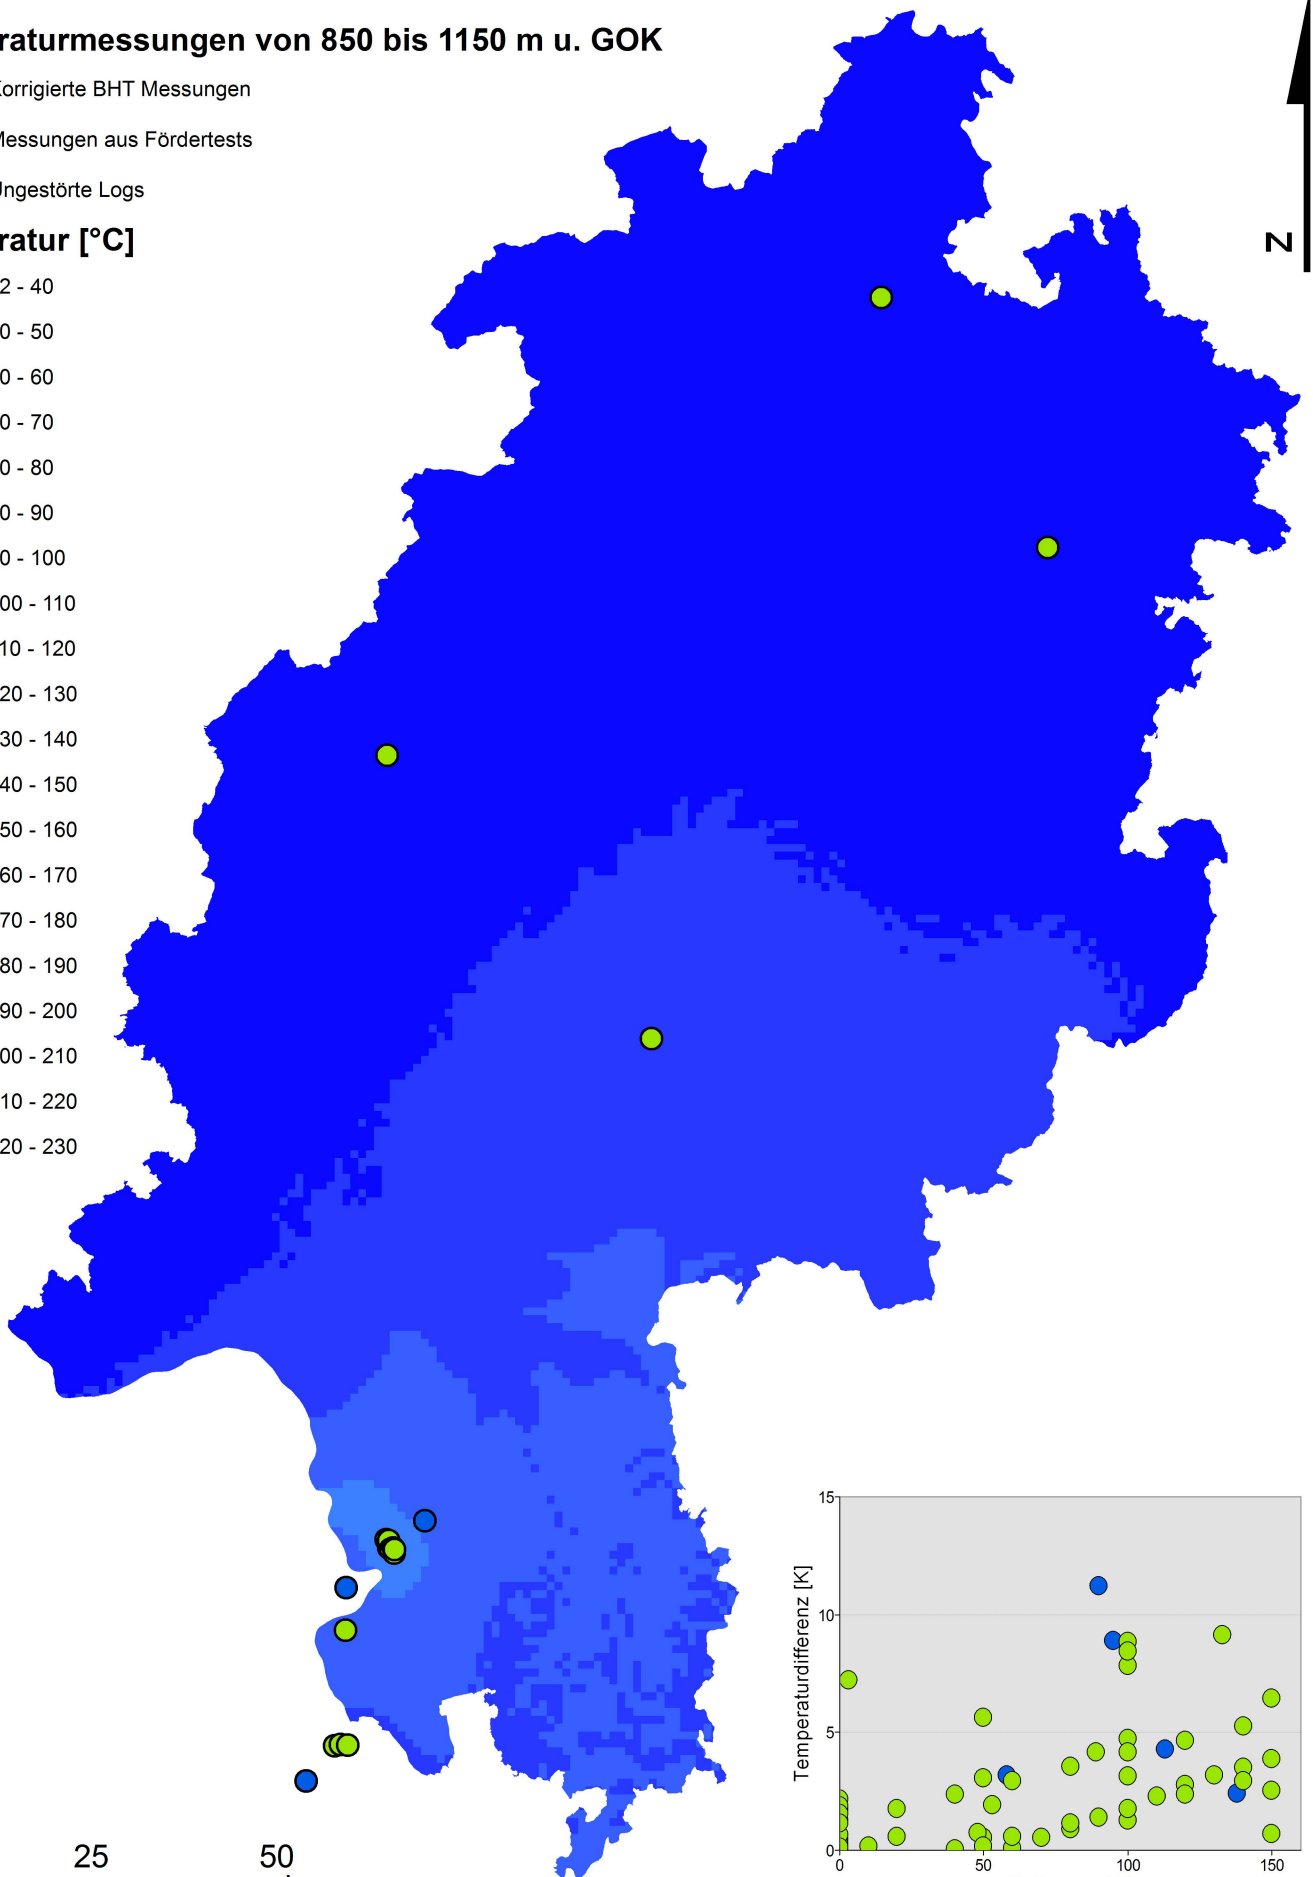 raturmessungen von 850 bis 1150 m u. GOK
Korrigierte BHT Messungen
Messungen aus Fördertests
Ungestörte Logs
ratur [°C]
2 - 40
0 - 50
0 - 60
0 - 70
0 - 80
0 - 90
0 - 100
00 - 110
10 - 120
20 - 130
30 - 140
40 - 150
50 - 160
60 - 170
70 - 180
80 - 190
90 - 200
00 - 210
10 - 220
20 - 230
N
25 50
15
10
5
0
Temperaturdifferenz [K]
0 50 100 150